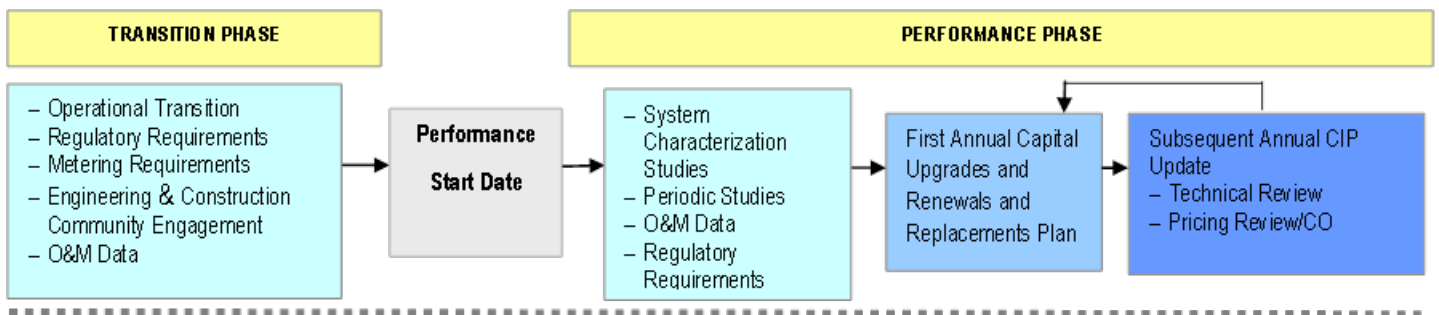 TRANSITION PHASE
PERFORMANCE PHASE
– Operational Transition
– Regulatory Requirements
– Metering Requirements
– Engineering & Construction
Community Engagement
– O&M Data
Performance
Start Date
– System
Characterization
Studies
– Periodic Studies
– O&M Data
– Regulatory
Requirements
First Annual Capital
Upgrades and
Renewals and
Replacements Plan
Subsequent Annual CIP
Update
– Technical Review
– Pricing Review/CO